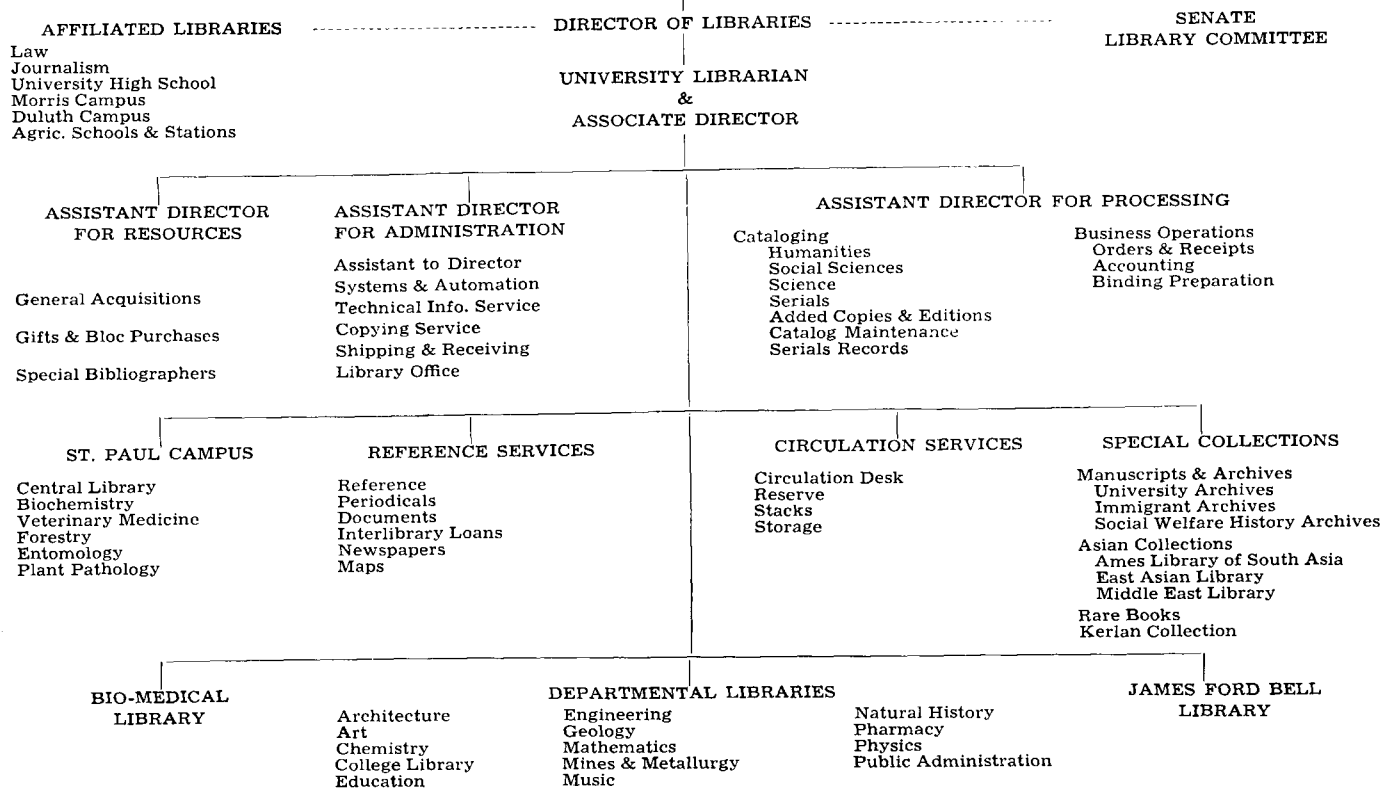 AFFILIATED LIBRARIES
Law
Journalism
University High School
Morris Campus
Duluth Campus
Agric. Schools & Stations
DIRECTOR OF LIBRARIES
SENATE
LIBRARY COMMITTEE
UNIVERSITY LIBRARIAN
&
ASSOCIATE DIRECTOR
ASSISTANT DIRECTOR
FOR RESOURCES
General Acquisitions
Gifts & Bloc Purchases
Special Bibliographers
ASSISTANT DIRECTOR
FOR ADMINISTRATION
Assistant to Director
Systems & Automation
Technical Info. Service
Copying Service
Shipping & Receiving
Library Office
ASSISTANT DIRECTOR FOR PROCESSING
Cataloging
Humanities
Social Sciences
Science
Serials
Added Copies & Editions
Catalog Maintenance
Serials Records
Business Operations
Orders & Receipts
Accounting
Binding Preparation
ST. PAUL CAMPUS
Central Library
Biochemistry
Veterinary Medicine
Forestry
Entomology
Plant Pathology
REFERENCE SERVICES
Reference
Periodicals
Documents
Interlibrary Loans
Newspapers
Maps
CIRCULATION SERVICES
Circulation Desk
Reserve
Stacks
Storage
SPECIAL COLLECTIONS
Manuscripts & Archives
University Archives
Immigrant Archives
Social Welfare History Archives
Asian Collections
Ames Library of South Asia
East Asian Library
Middle East Library
Rare Books
Kerlan Collection
BIO-MEDICAL
LIBRARY
DEPARTMENTAL LIBRARIES
Architecture
Art
Chemistry
College Library
Education
Engineering
Geology
Mathematics
Mines & Metallurgy
Music
Natural History
Pharmacy
Physics
Public Administration
JAMES FORD BELL
LIBRARY